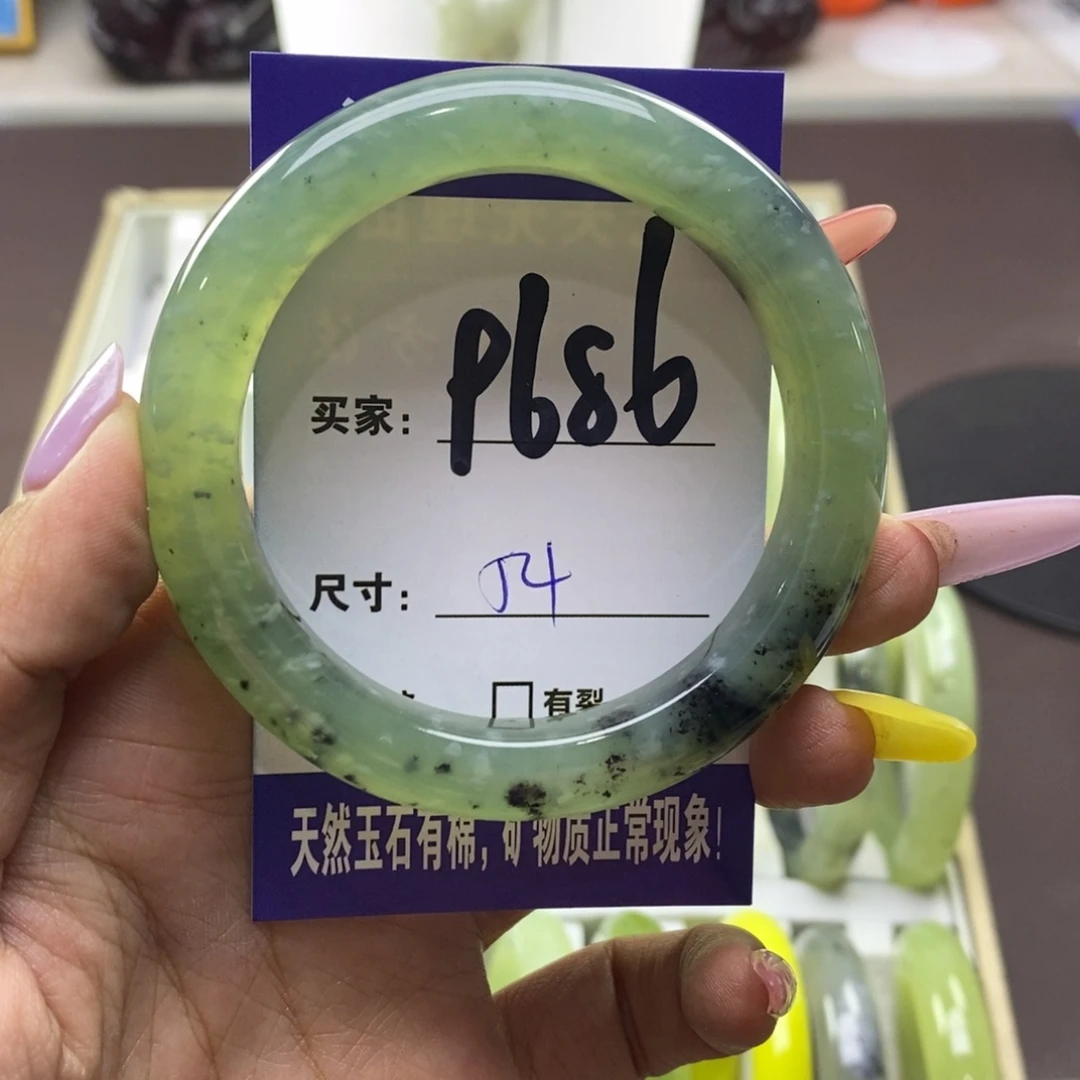 买家: P686
尺寸: 54
有裂
天然玉石有棉, 矿物质正常现象!